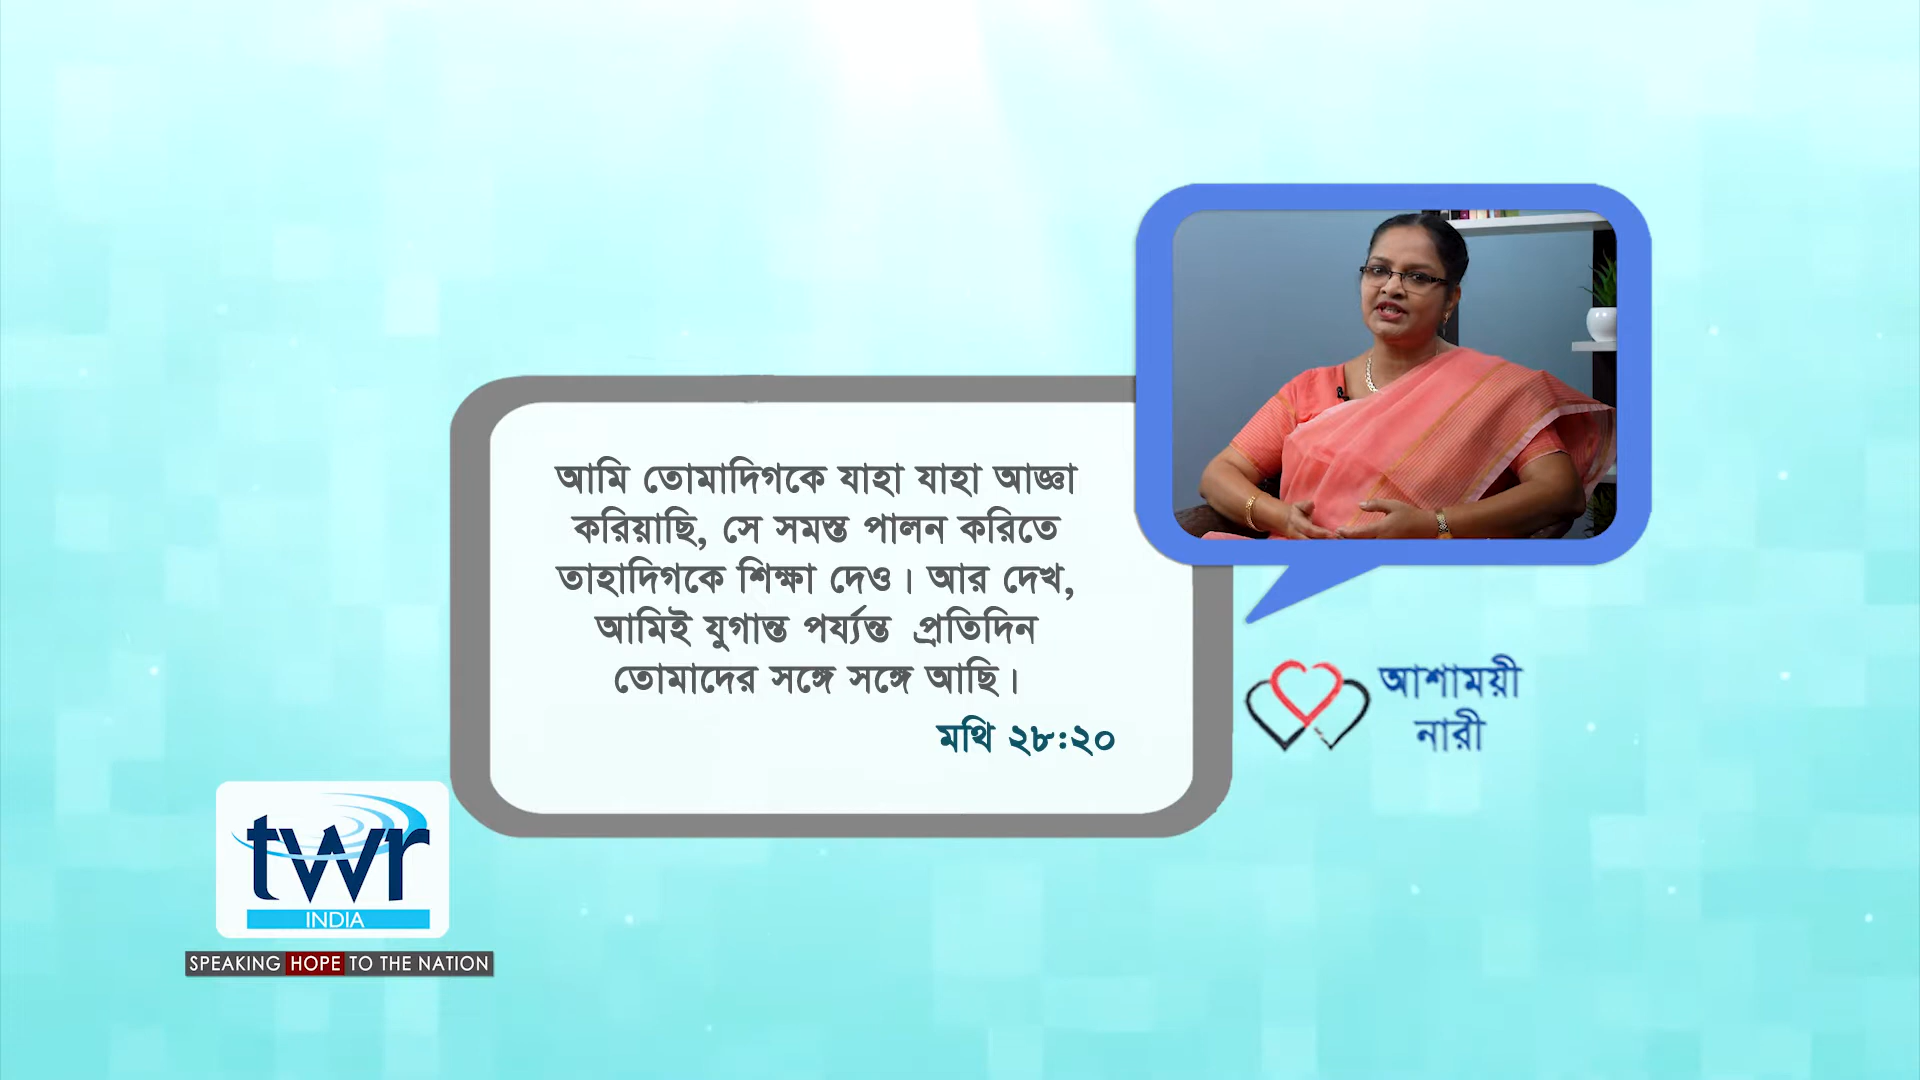 আমি তোমাদিগকে যাহা যাহা আজ্ঞা
করিয়াছি, সে সমস্ত পালন করিতে
তাহাদিগকে শিক্ষা দেও। আর দেখ,
আমিই যুগান্ত পর্য্যন্ত প্রতিদিন
তোমাদের সঙ্গে সঙ্গে আছি।
মথি ২৮:২০
আশাময়ী
নারী
twr
INDIA
SPEAKING HOPE TO THE NATION